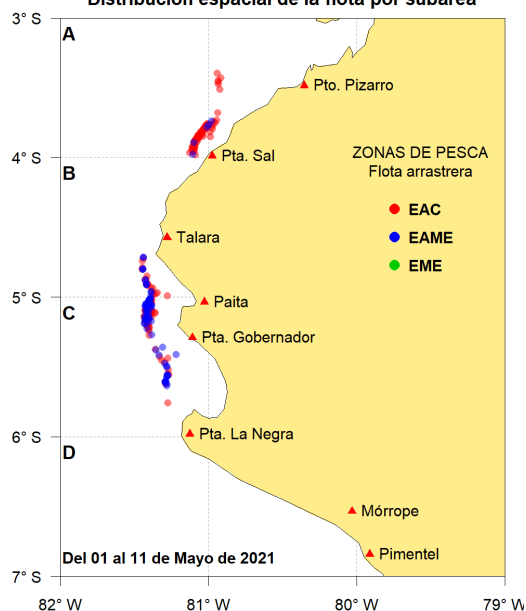 Distribución espacial de la flota por subárea
3° S
A
Pto. Pizarro
ZONAS DE PESCA
Flota arrastrera
4° S
Pta. Sal
B
EAC
Talara
EAME
EME
5° S
Paita
C
Pta. Gobernador
6° S
Pta. La Negra
D
Mórrope
Del 01 al 11 de Mayo de 2021
Pimentel
7° S
82° W
81° W
80° W
79° W